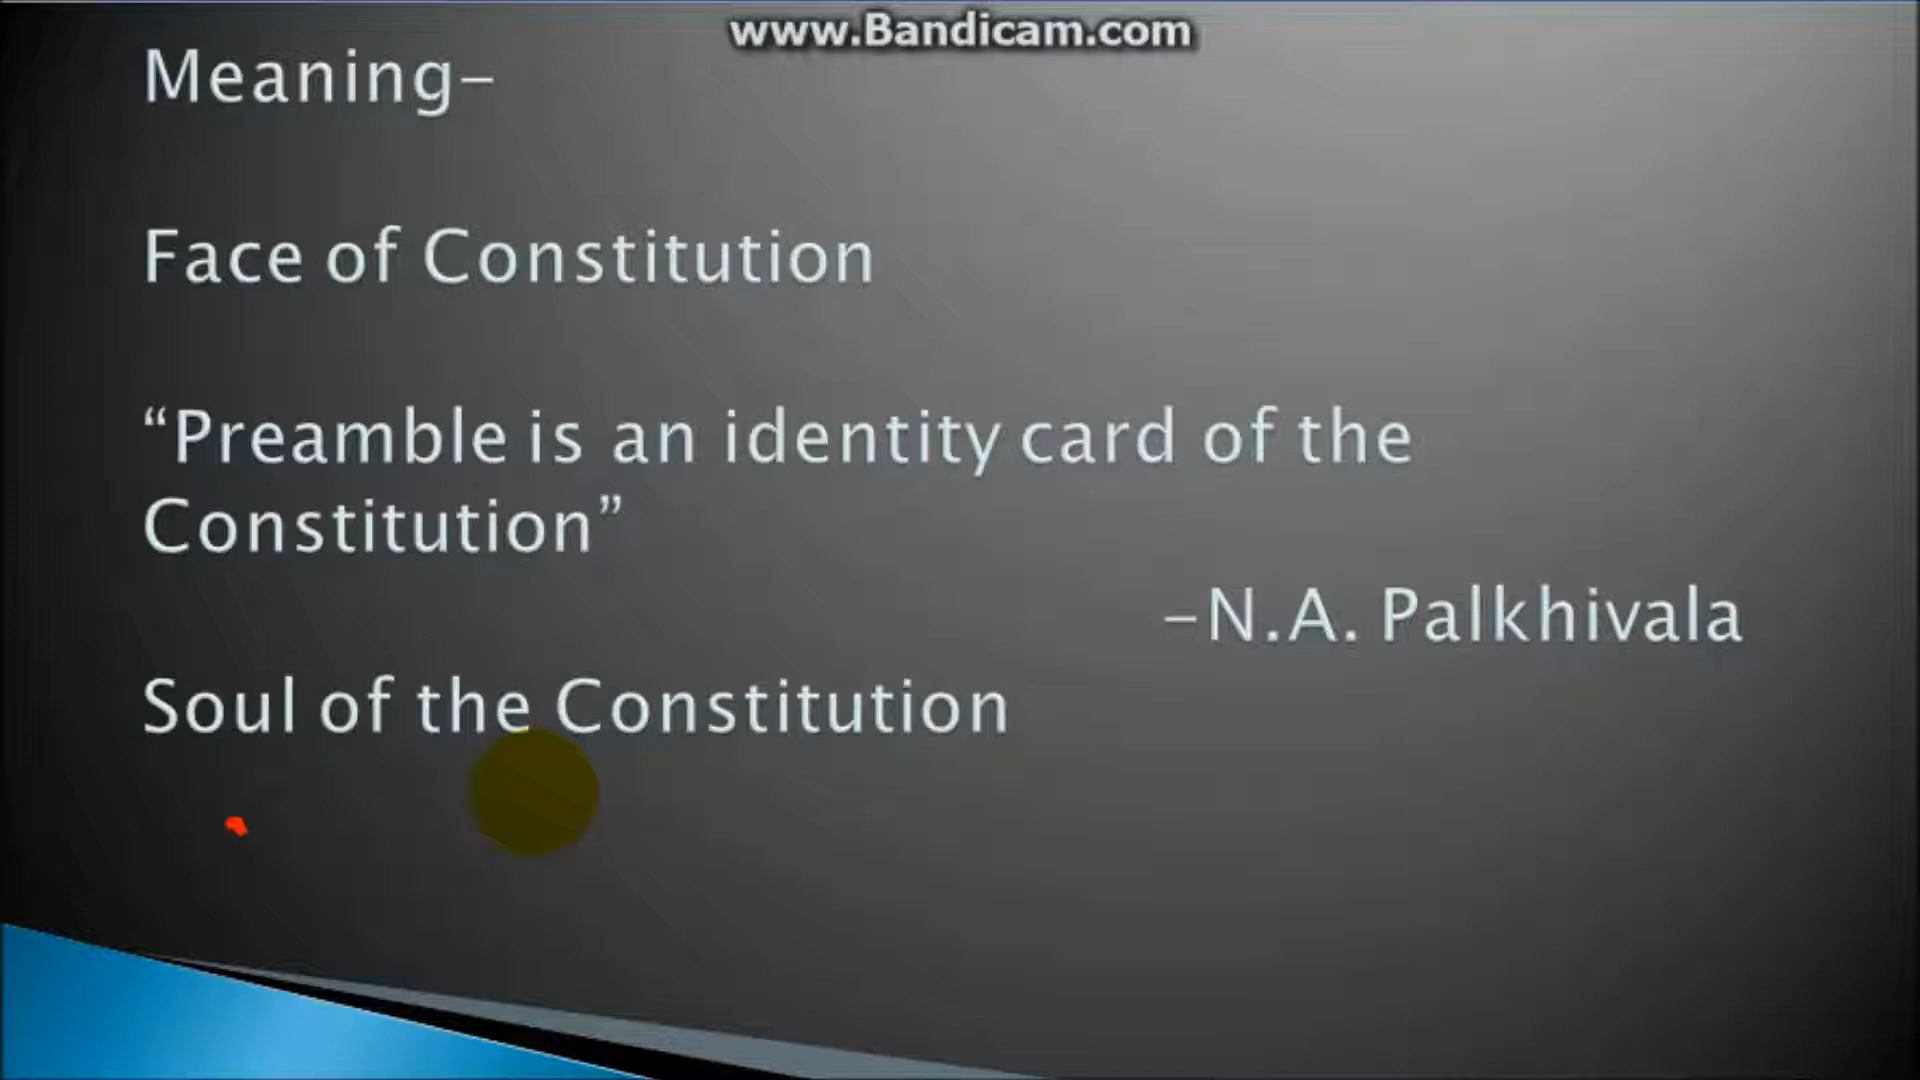 www.Bandicam.com
Meaning-
Face of Constitution
“Preamble is an identity card of the
Constitution”
-N.A. Palkhivala
Soul of the Constitution